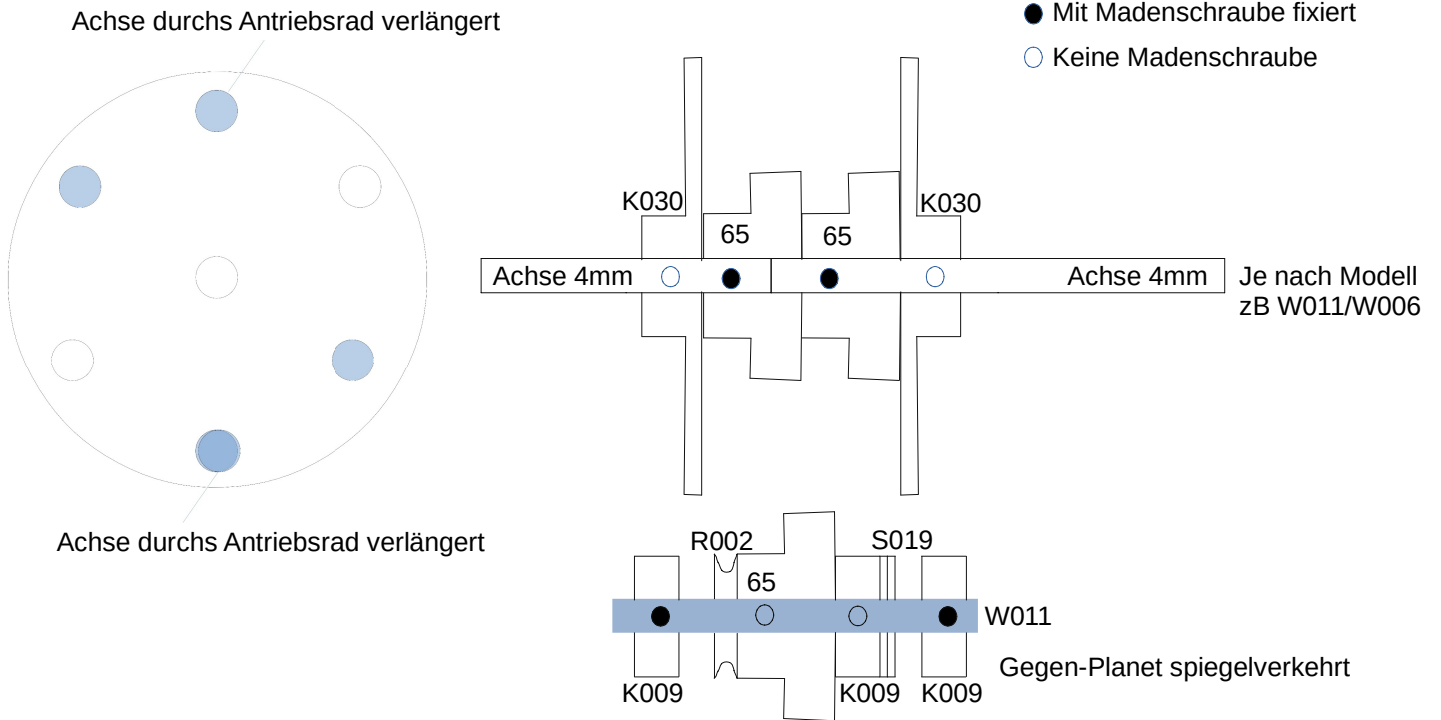 Mit Madenschraube fixiert
Achse durchs Antriebsrad verlängert
Keine Madenschraube
K030
K030
65
65
Achse 4mm
Achse 4mm
Je nach Modell
zB W011/W006
Achse durchs Antriebsrad verlängert
R002
S019
65
W011
Gegen-Planet spiegelverkehrt
K009
K009
K009